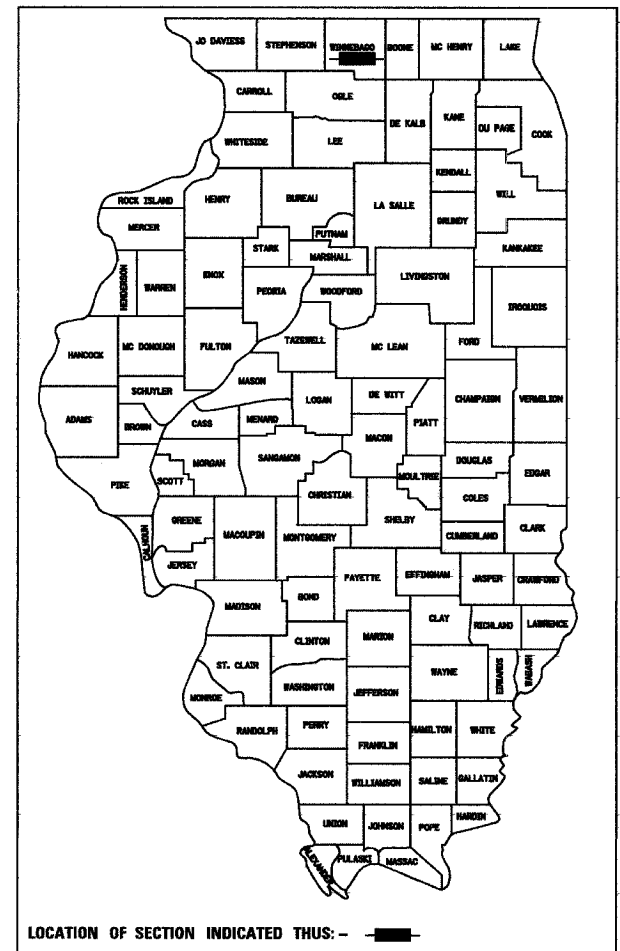 JO DAVIESS STEPHENSON WINNEBAGO BOONE MC HENRY LAKE
CARROLL OGLE
DE KALB KANE DU PAGE COOK
WHITESIDE LEE
KENDALL WILL
ROCK ISLAND HENRY BUREAU LA SALLE
MERCER GRUNDY
PUTNAM
STARK MARSHALL KANKAKEE
HENDERSON WARREN KNOX PEORIA WOODFORD LIVINGSTON
IROQUOIS
HANCOCK MC DONOUGH FULTON TAZEWELL MC LEAN FORD
MASON
SCHUYLER LOGAN DE WITT CHAMPAIGN VERMILION
ADAMS BROWN CASS MENARD PIATT
MACON
MORGAN SANGAMON DOUGLAS
PIKE SCOTT MOULTRIE EDGAR
CHRISTIAN COLES
GREENE SHELBY
CALHOUN MACOUPIN MONTGOMERY CUMBERLAND CLARK
JERSEY
FAYETTE EFFINGHAM JASPER CRAWFORD
MADISON BOND
CLAY RICHLAND LAWRENCE
CLINTON MARION
ST. CLAIR WAYNE EDWARDS WABASH
WASHINGTON JEFFERSON
MONROE
RANDOLPH PERRY HAMILTON WHITE
FRANKLIN
JACKSON WILLIAMSON SALINE GALLATIN
UNION JOHNSON POPE HARDIN
ALEXANDER PULASKI MASSAC
LOCATION OF SECTION INDICATED THUS: –